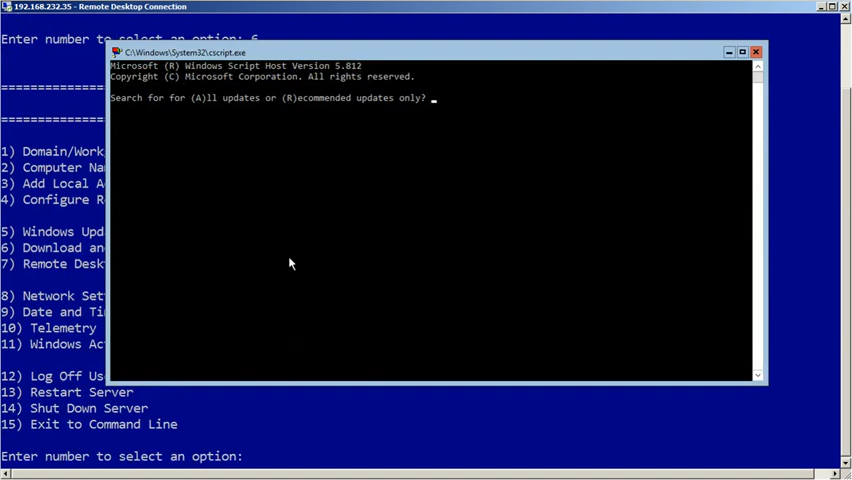 192.168.232.35 - Remote Desktop Connection
Enter number to select an option: 6
C:\Windows\System32\cscript.exe
Microsoft (R) Windows Script Host Version 5.812
Copyright (C) Microsoft Corporation. All rights reserved.
Search for for (A)ll updates or (R)ecommended updates only?
1) Domain/Work
2) Computer Na
3) Add Local A
4) Configure R
5) Windows Upd
6) Download an
7) Remote Desk
8) Network Set
9) Date and Ti
10) Telemetry
11) Windows Ac
12) Log Off Us
13) Restart Server
14) Shut Down Server
15) Exit to Command Line
Enter number to select an option: